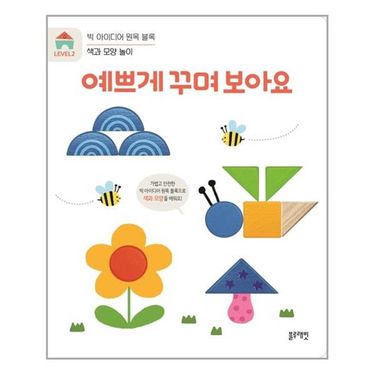 LEVEL 2
빅 아이디어 원목 블록
색과 모양 놀이
예쁘게 꾸며 보아요
가볍고 안전한
빅 아이디어 원목 블록으로
색과 모양을 배워요!
블루래빗